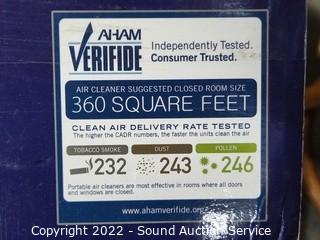 AHAM
VERIFIDE
Independently Tested.
Consumer Trusted.
AIR CLEANER SUGGESTED CLOSED ROOM SIZE
360 SQUARE FEET
CLEAN AIR DELIVERY RATE TESTED
The higher the CADR numbers, the faster the units clean the air
TOBACCO SMOKE DUST POLLEN
232 243 246
Portable air cleaners are most effective in rooms where all doors
and windows are closed.
www.ahamverifide.org
Copyright 2022 - Sound Auction Service